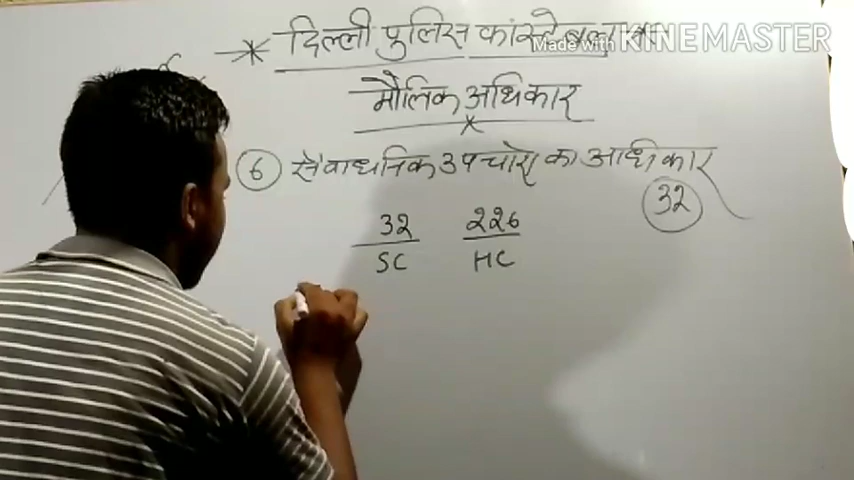 दिल्ली पुलिस कांस्टेबल
Made with KINEMASTER
मौलिक अधिकार
6 संवैधानिक उपचारो का अधिकार
32
32 226
SC HC